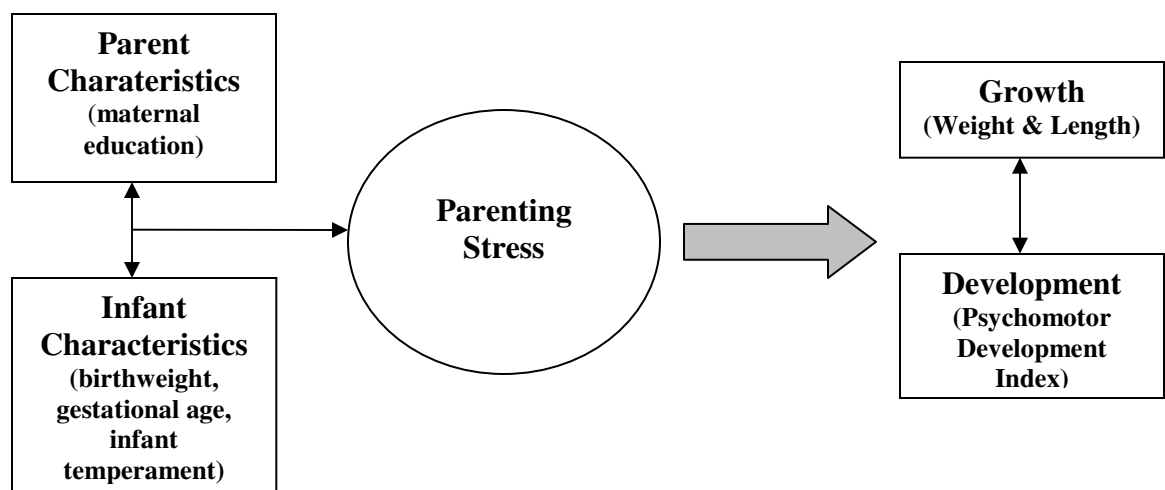 Parent
Charateristics
(maternal
education)
Infant
Characteristics
(birthweight,
gestational age,
infant
temperament)
Parenting
Stress
Growth
(Weight & Length)
Development
(Psychomotor
Development
Index)